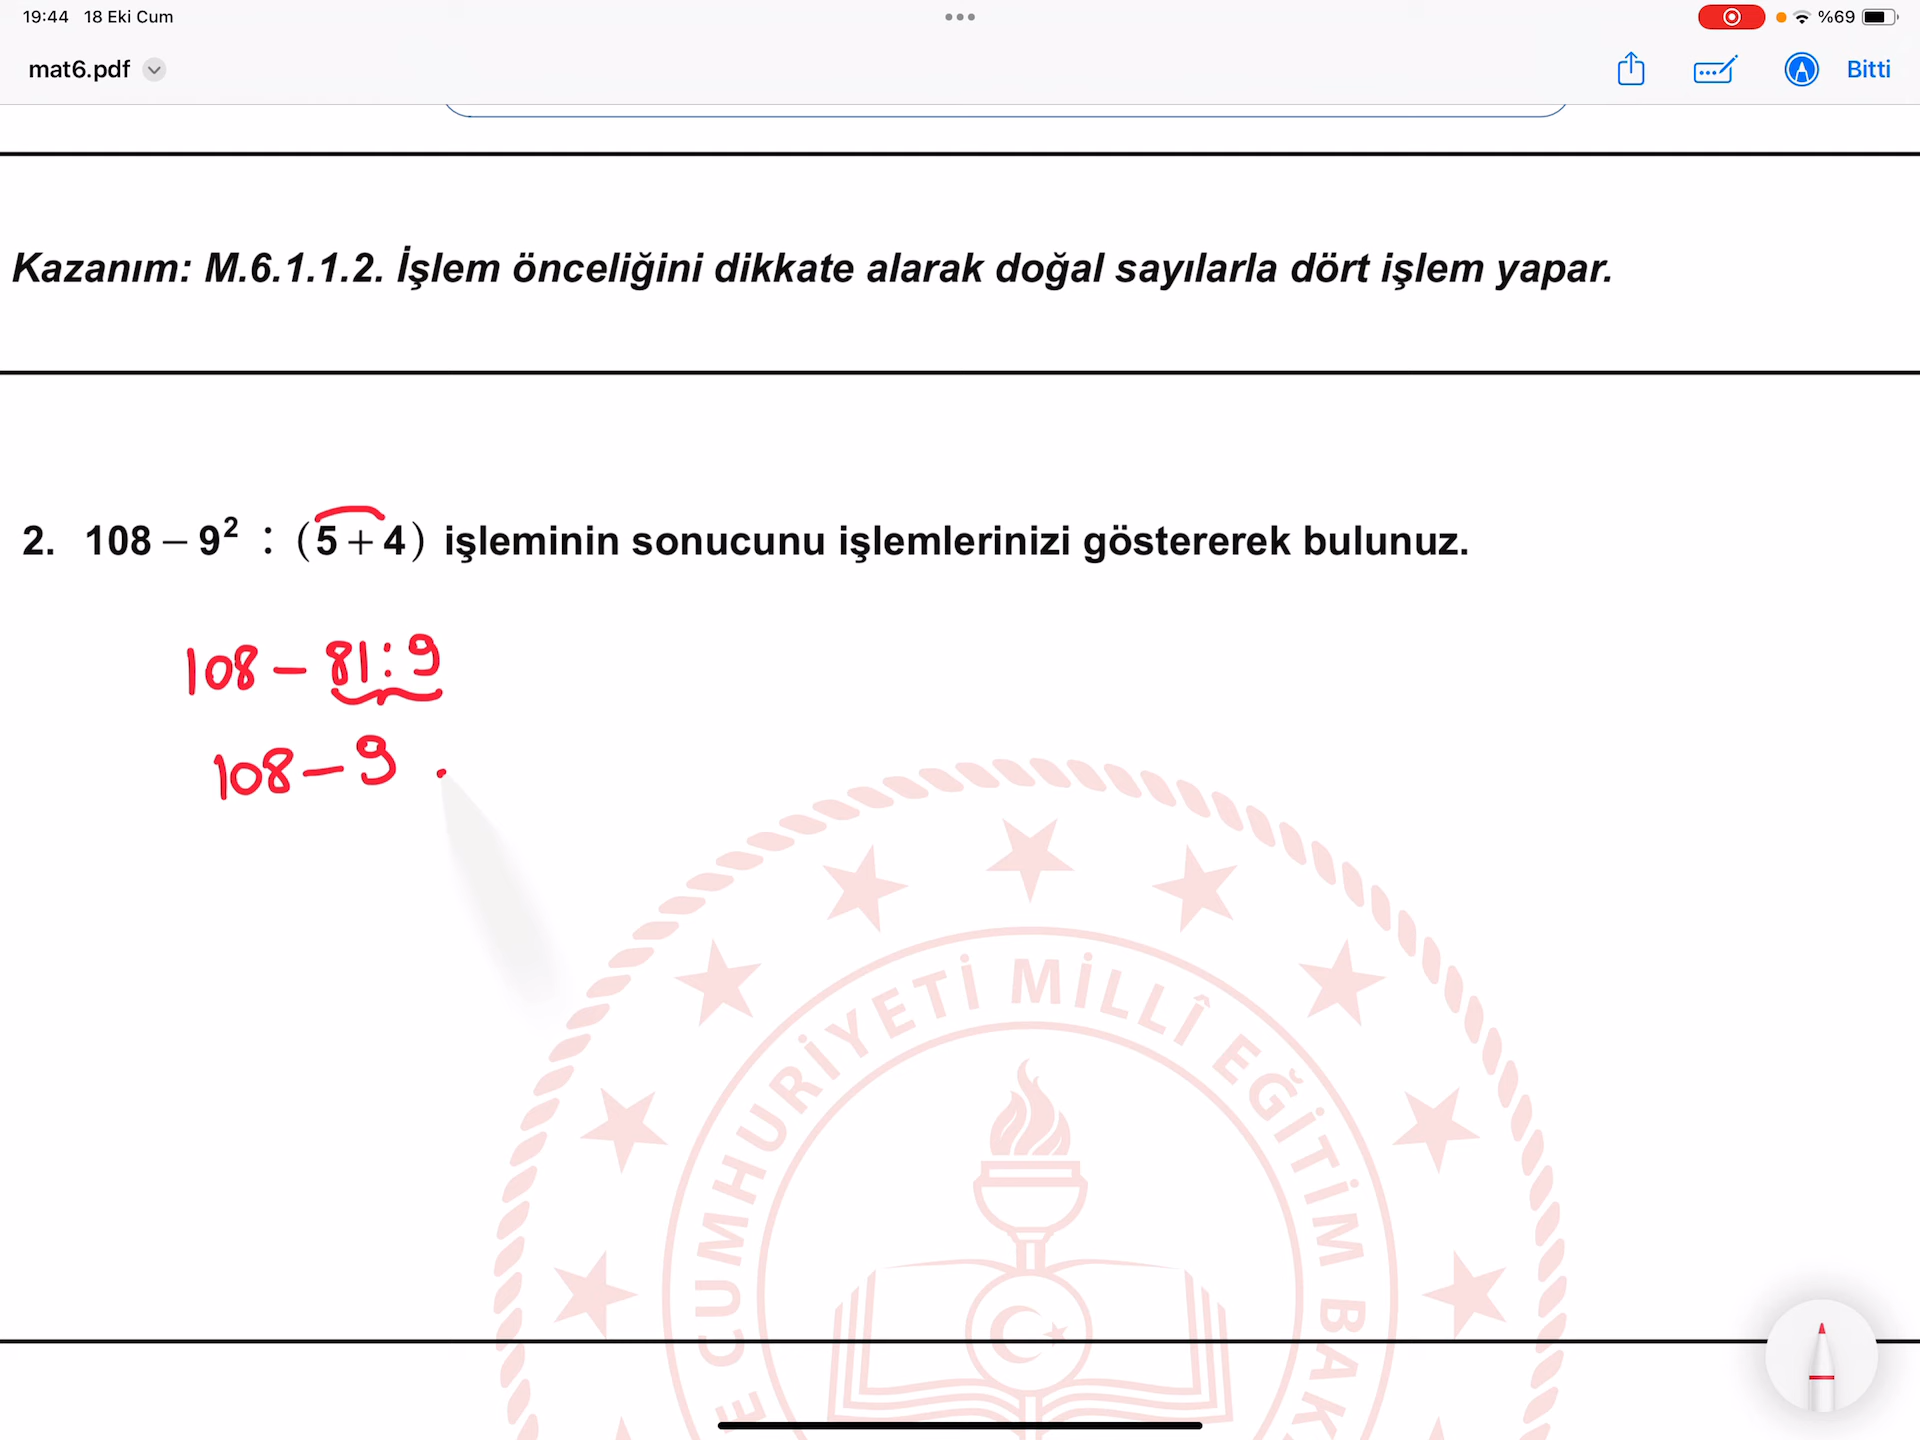 19:44 18 Eki Cum
%69
mat6.pdf
Bitti
Kazanım: M.6.1.1.2. İşlem önceliğini dikkate alarak doğal sayılarla dört işlem yapar.
2. 108 – 9² : (5+4) işleminin sonucunu işlemlerinizi göstererek bulunuz.
108 – 81 : 9
108 – 9
E CUMHURİYETİ MİLLÎ EĞİTİM BAK